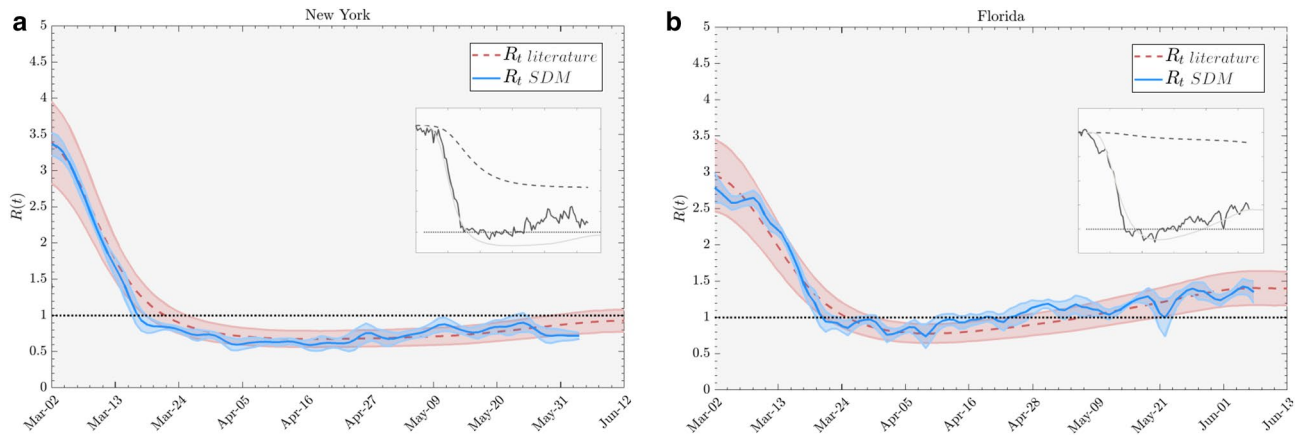 a
New York
R_t literature
R_t SDM
R(t)
5
4.5
4
3.5
3
2.5
2
1.5
1
0.5
0
Mar-02
Mar-13
Mar-24
Apr-05
Apr-16
Apr-27
May-09
May-20
May-31
Jun-12
b
Florida
R_t literature
R_t SDM
R(t)
5
4.5
4
3.5
3
2.5
2
1.5
1
0.5
0
Mar-02
Mar-13
Mar-24
Apr-05
Apr-16
Apr-28
May-09
May-21
Jun-01
Jun-13